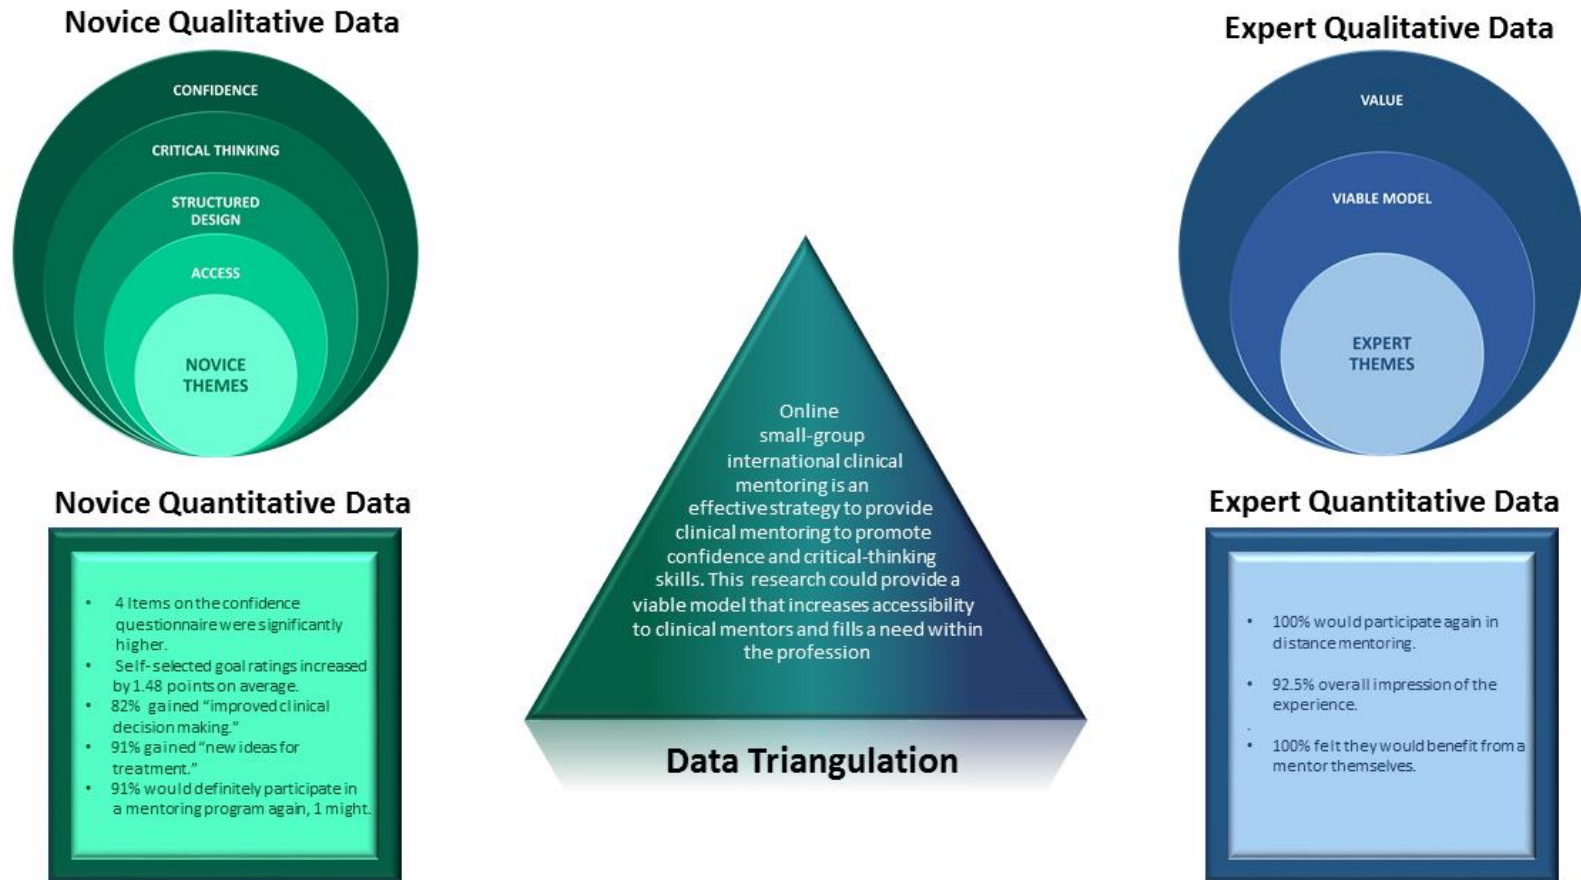 Novice Qualitative Data
CONFIDENCE
CRITICAL THINKING
STRUCTURED
DESIGN
ACCESS
NOVICE
THEMES
Expert Qualitative Data
VALUE
VIABLE MODEL
EXPERT
THEMES
Online
small-group
international clinical
mentoring is an
effective strategy to provide
clinical mentoring to promote
confidence and critical-thinking
skills. This research could provide a
viable model that increases accessibility
to clinical mentors and fills a need within
the profession
Data Triangulation
Novice Quantitative Data
• 4 Items on the confidence
questionnaire were significantly
higher.
• Self-selected goal ratings increased
by 1.48 points on average.
• 82% gained “improved clinical
decision making.”
• 91% gained “new ideas for
treatment.”
• 91% would definitely participate in
a mentoring program again, 1 might.
Expert Quantitative Data
• 100% would participate again in
distance mentoring.
• 92.5% overall impression of the
experience.
.
• 100% felt they would benefit from a
mentor themselves.